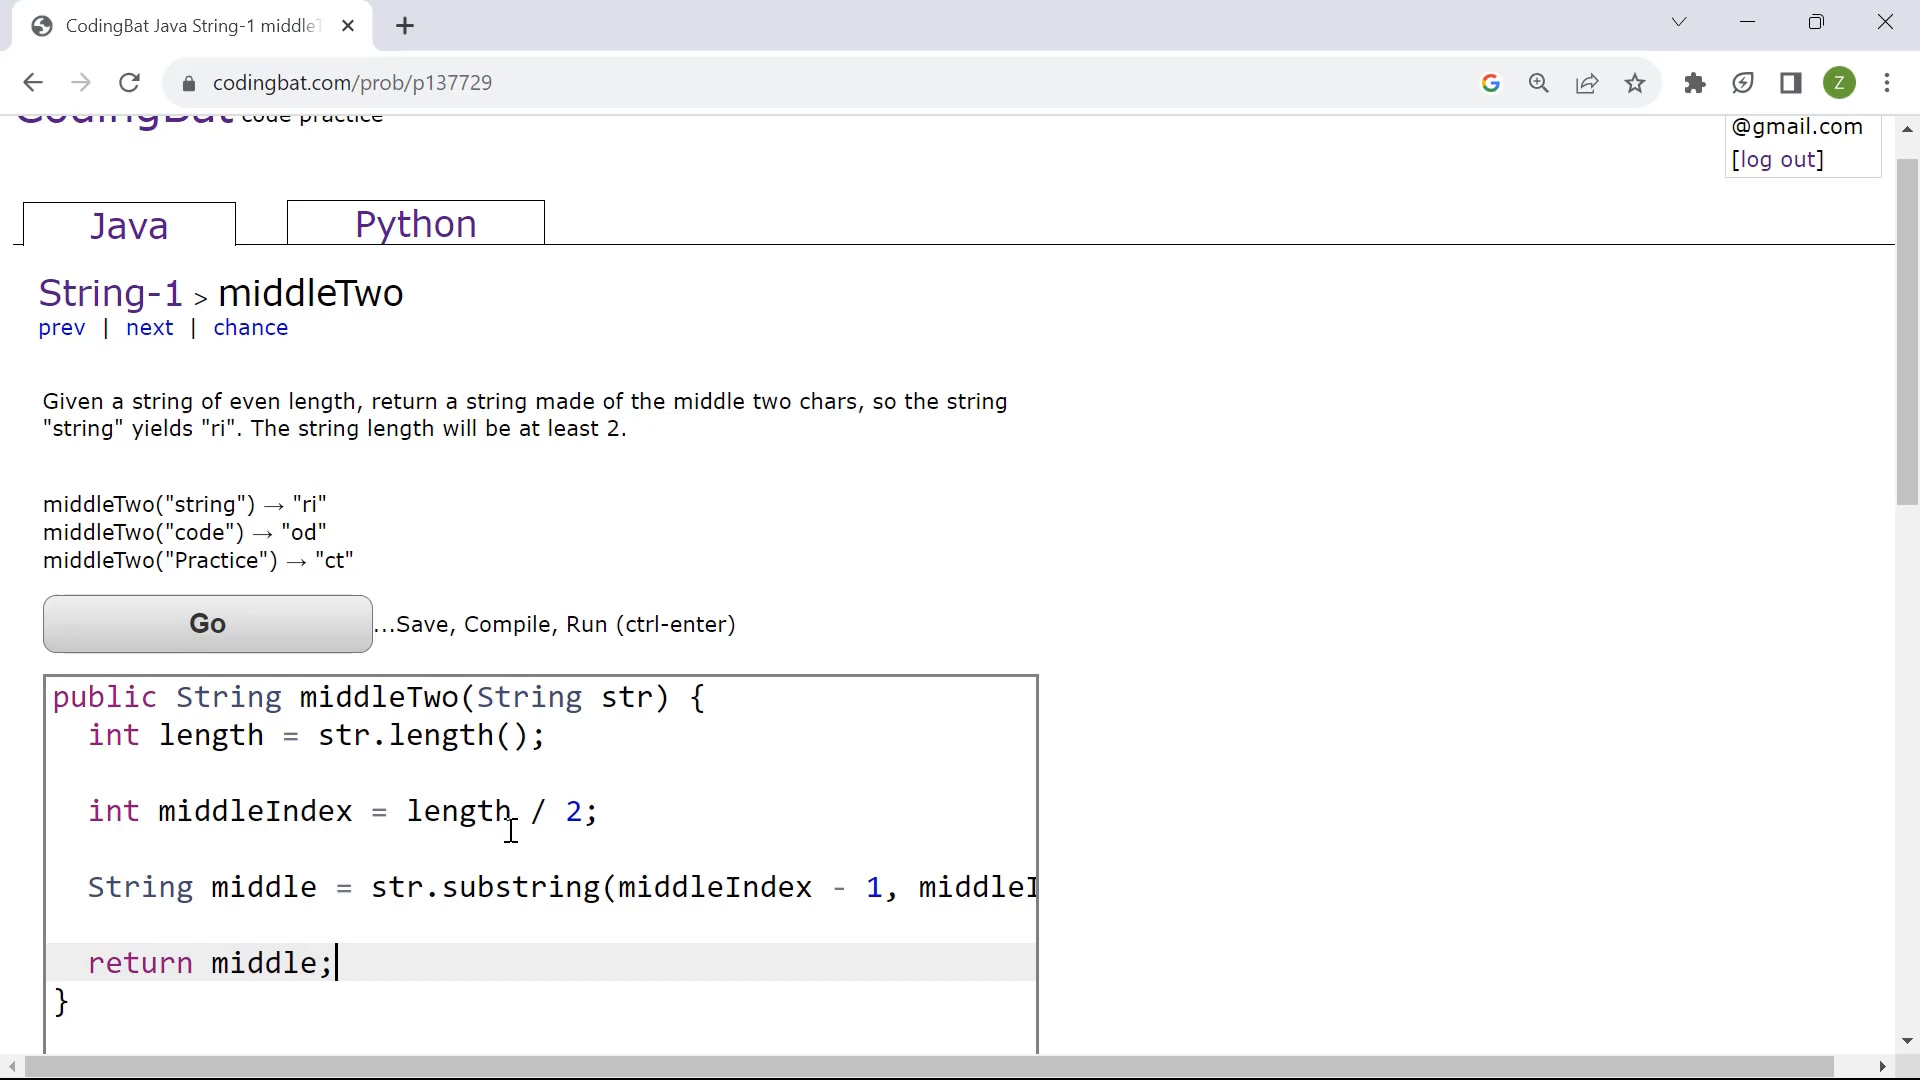 CodingBat Java String-1 middleT
codingbat.com/prob/p137729
Z
CodingBat code practice
@gmail.com
[log out]
Java
Python
String-1 > middleTwo
prev | next | chance
Given a string of even length, return a string made of the middle two chars, so the string
"string" yields "ri". The string length will be at least 2.
middleTwo("string") → "ri"
middleTwo("code") → "od"
middleTwo("Practice") → "ct"
Go
...Save, Compile, Run (ctrl-enter)
public String middleTwo(String str) {
int length = str.length();
int middleIndex = length / 2;
String middle = str.substring(middleIndex - 1, middleI
return middle;
}